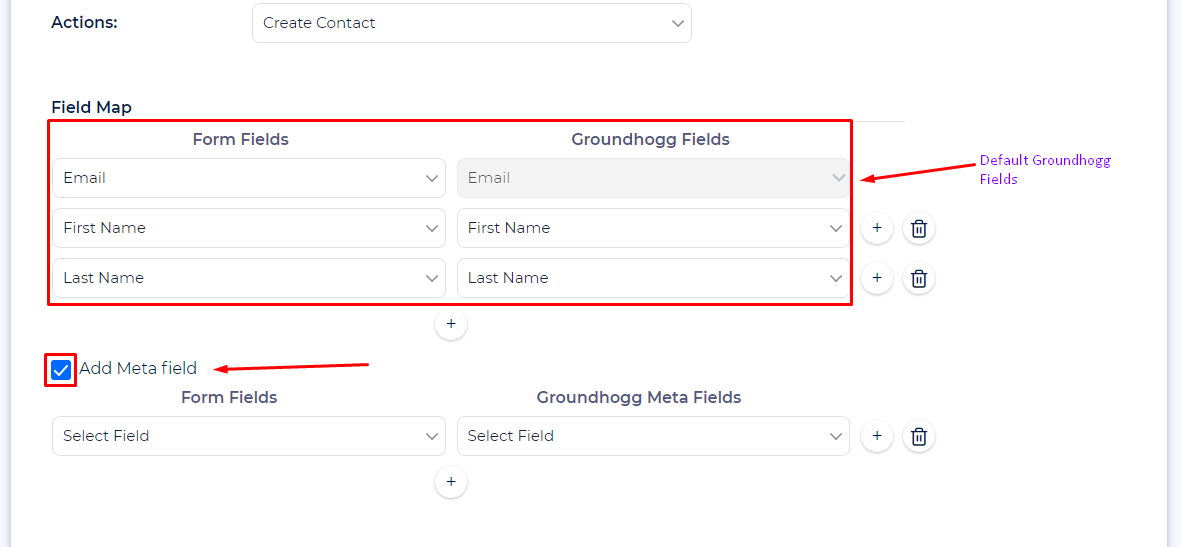 Actions:
Create Contact
Field Map
Form Fields
Groundhogg Fields
Email
Email
Default Groundhogg
Fields
First Name
First Name
+
Last Name
Last Name
+
+
Add Meta field
Form Fields
Groundhogg Meta Fields
Select Field
Select Field
+
+